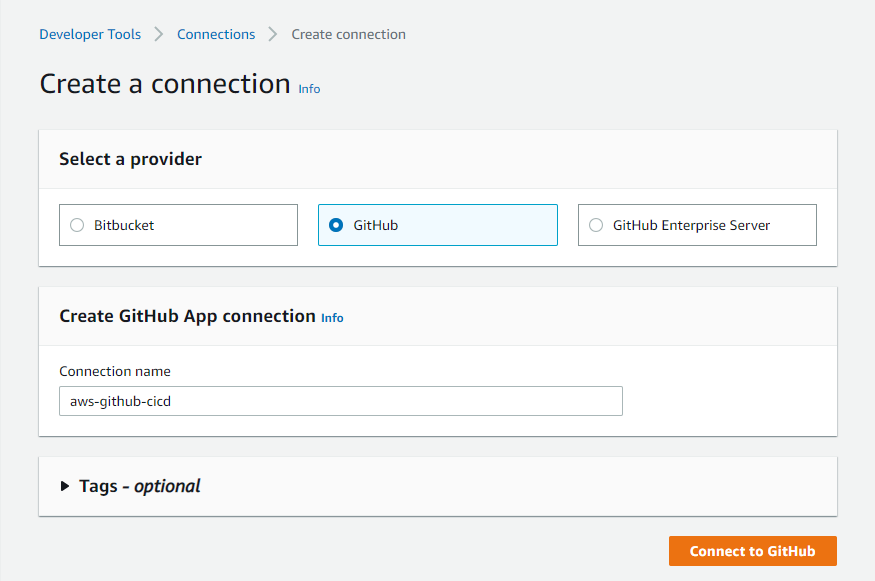 Developer Tools > Connections > Create connection
Create a connection Info
Select a provider
Bitbucket GitHub GitHub Enterprise Server
Create GitHub App connection Info
Connection name
aws-github-cicd
Tags - optional
Connect to GitHub